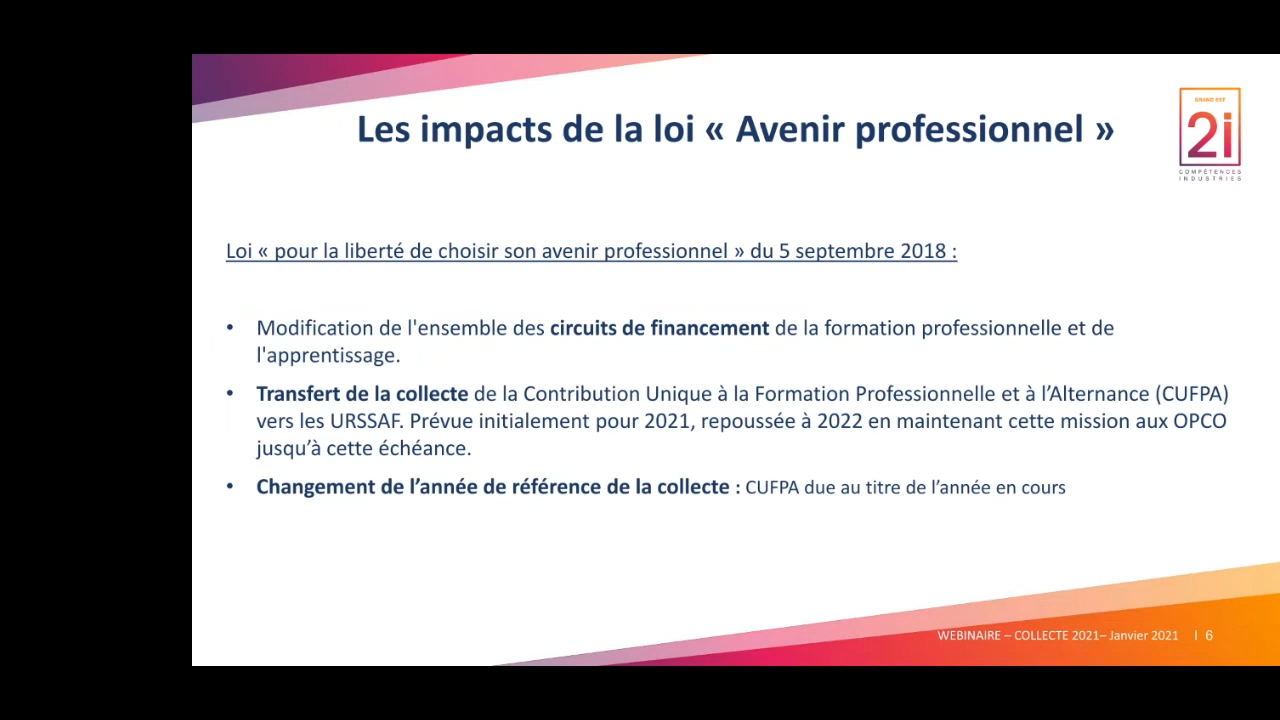 Les impacts de la loi « Avenir professionnel »
GRAND EST
2i
COMPÉTENCES
INDUSTRIES
Loi « pour la liberté de choisir son avenir professionnel » du 5 septembre 2018 :
• Modification de l'ensemble des circuits de financement de la formation professionnelle et de
l'apprentissage.
• Transfert de la collecte de la Contribution Unique à la Formation Professionnelle et à l’Alternance (CUFPA)
vers les URSSAF. Prévue initialement pour 2021, repoussée à 2022 en maintenant cette mission aux OPCO
jusqu’à cette échéance.
• Changement de l’année de référence de la collecte : CUFPA due au titre de l’année en cours
WEBINAIRE – COLLECTE 2021– Janvier 2021 I 6